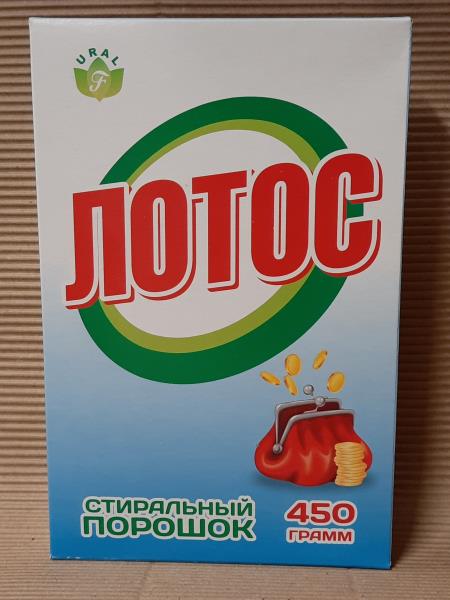 URAL
F
ЛОТОС
СТИРАЛЬНЫЙ
ПОРОШОК
450
ГРАММ